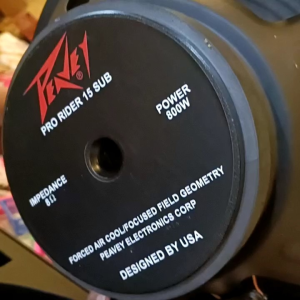 PEAVEY®
PRO RIDER 15 SUB
POWER
800W
IMPEDANCE
8Ω
FORCED AIR COOL/FOCUSED FIELD GEOMETRY
PEAVEY ELECTRONICS CORP
DESIGNED BY USA